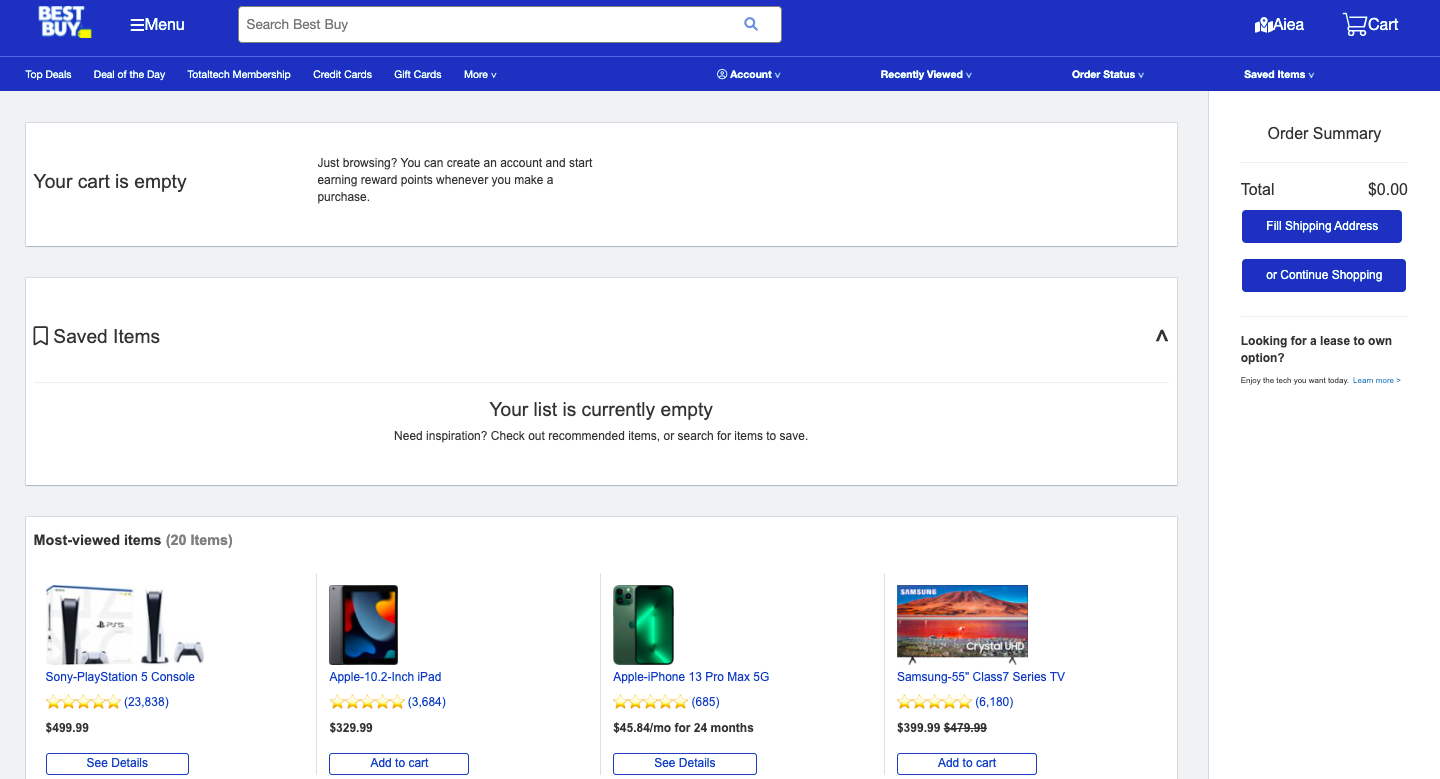 BEST
BUY
Menu
Search Best Buy
Aiea
Cart
Top Deals
Deal of the Day
Totaltech Membership
Credit Cards
Gift Cards
More
Account
Recently Viewed
Order Status
Saved Items
Your cart is empty
Just browsing? You can create an account and start
earning reward points whenever you make a
purchase.
Order Summary
Total $0.00
Fill Shipping Address
or Continue Shopping
Looking for a lease to own
option?
Enjoy the tech you want today. Learn more >
Saved Items
Your list is currently empty
Need inspiration? Check out recommended items, or search for items to save.
Most-viewed items (20 Items)
PS5
SAMSUNG
Crystal UHD
Sony-PlayStation 5 Console
(23,838)
$499.99
See Details
Apple-10.2-Inch iPad
(3,684)
$329.99
Add to cart
Apple-iPhone 13 Pro Max 5G
(685)
$45.84/mo for 24 months
See Details
Samsung-55" Class7 Series TV
(6,180)
$399.99 $479.99
Add to cart